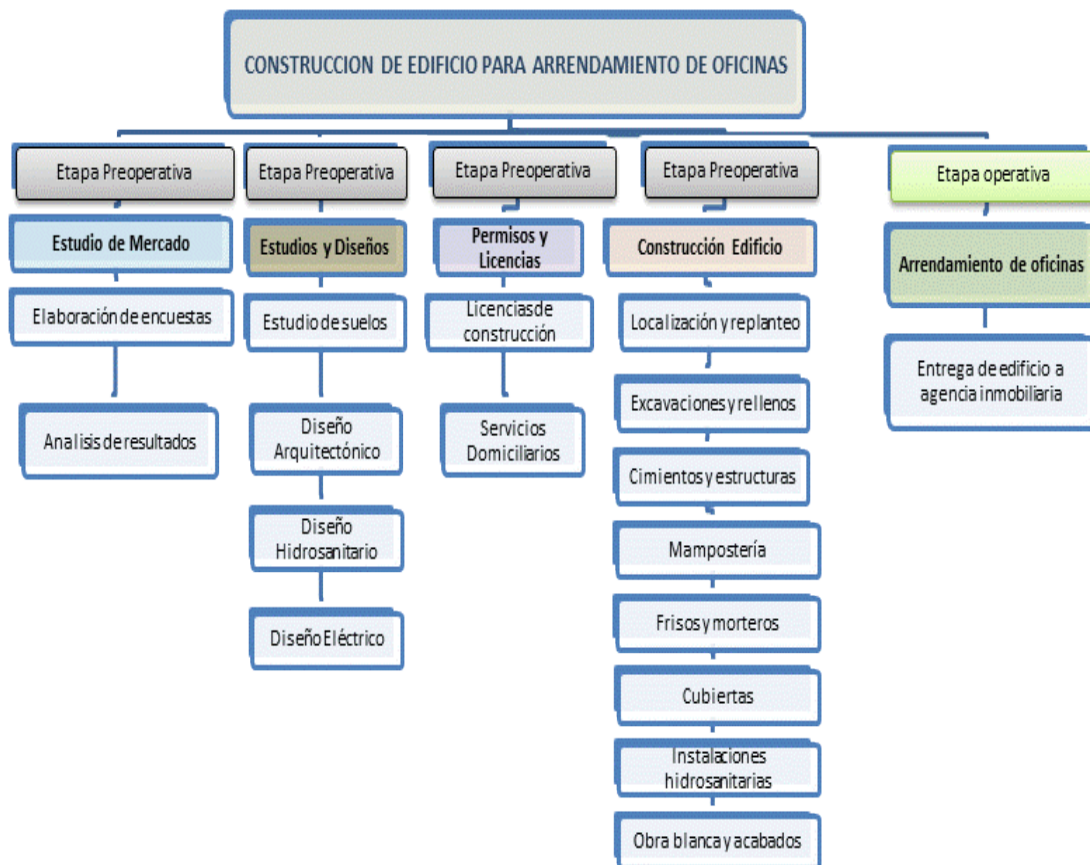 CONSTRUCCION DE EDIFICIO PARA ARRENDAMIENTO DE OFICINAS
Etapa Preoperativa
Estudio de Mercado
Elaboración de encuestas
Analisis de resultados
Etapa Preoperativa
Estudios y Diseños
Estudio de suelos
Diseño
Arquitectónico
Diseño
Hidrosanitario
Diseño Eléctrico
Etapa Preoperativa
Permisos y
Licencias
Licencias de
construcción
Servicios
Domiciliarios
Etapa Preoperativa
Construcción Edificio
Localización y replanteo
Excavaciones y rellenos
Cimientos y estructuras
Mampostería
Frisos y morteros
Cubiertas
Instalaciones
hidrosanitarias
Obra blanca y acabados
Etapa operativa
Arrendamiento de oficinas
Entrega de edificio a
agencia inmobiliaria